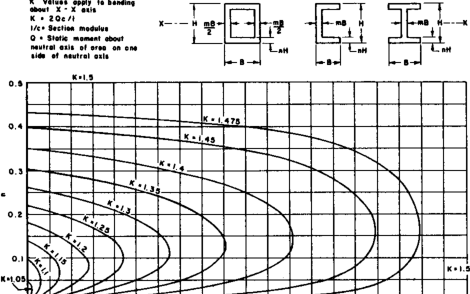 K Values apply to bending
about X - X axis
K = 2Qc/I
I/c = Section modulus
Q = Static moment about
neutral axis of area on one
side of neutral axis
X
H
mB
2
mB
2
H
mB
H
mB
X
B
nH
B
nH
B
nH
K=1.5
0.5
K=1.475
0.4
K=1.45
K=1.4
0.3
K=1.35
n
K=1.3
0.2
K=1.25
K=1.2
K=1.15
0.1
K=1.1
K=1.5
K=1.05